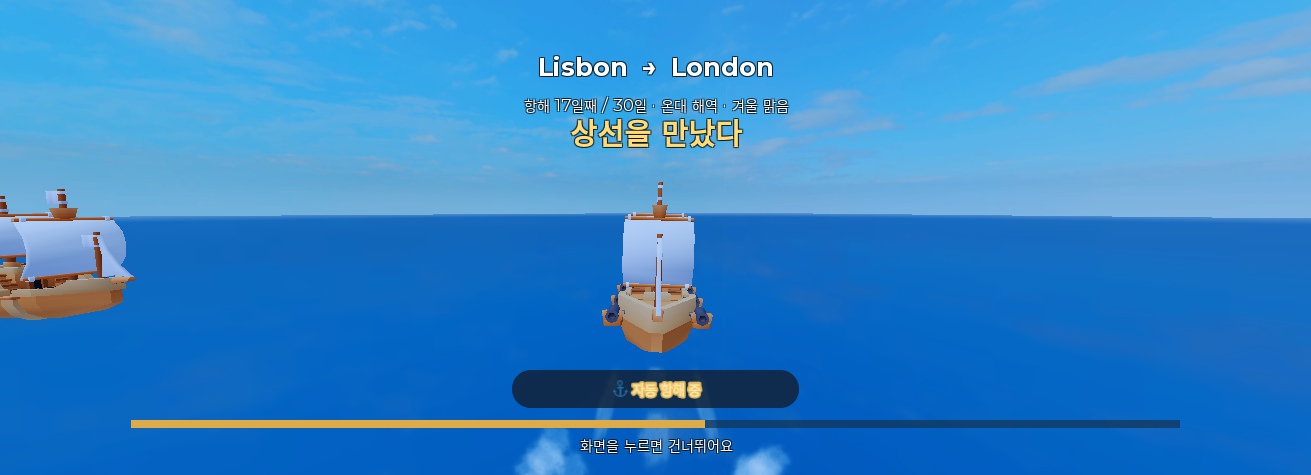 Lisbon → London
항해 17일째 / 30일 · 온대 해역 · 겨울 맑음
상선을 만났다
⚓ 자동 항해 중
화면을 누르면 건너뛰어요